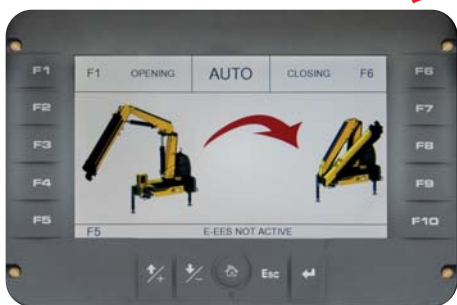 F1 OPENING AUTO CLOSING F6
F5 E-EES NOT ACTIVE
F1
F2
F3
F4
F5
F6
F7
F8
F9
F10
+ - Esc